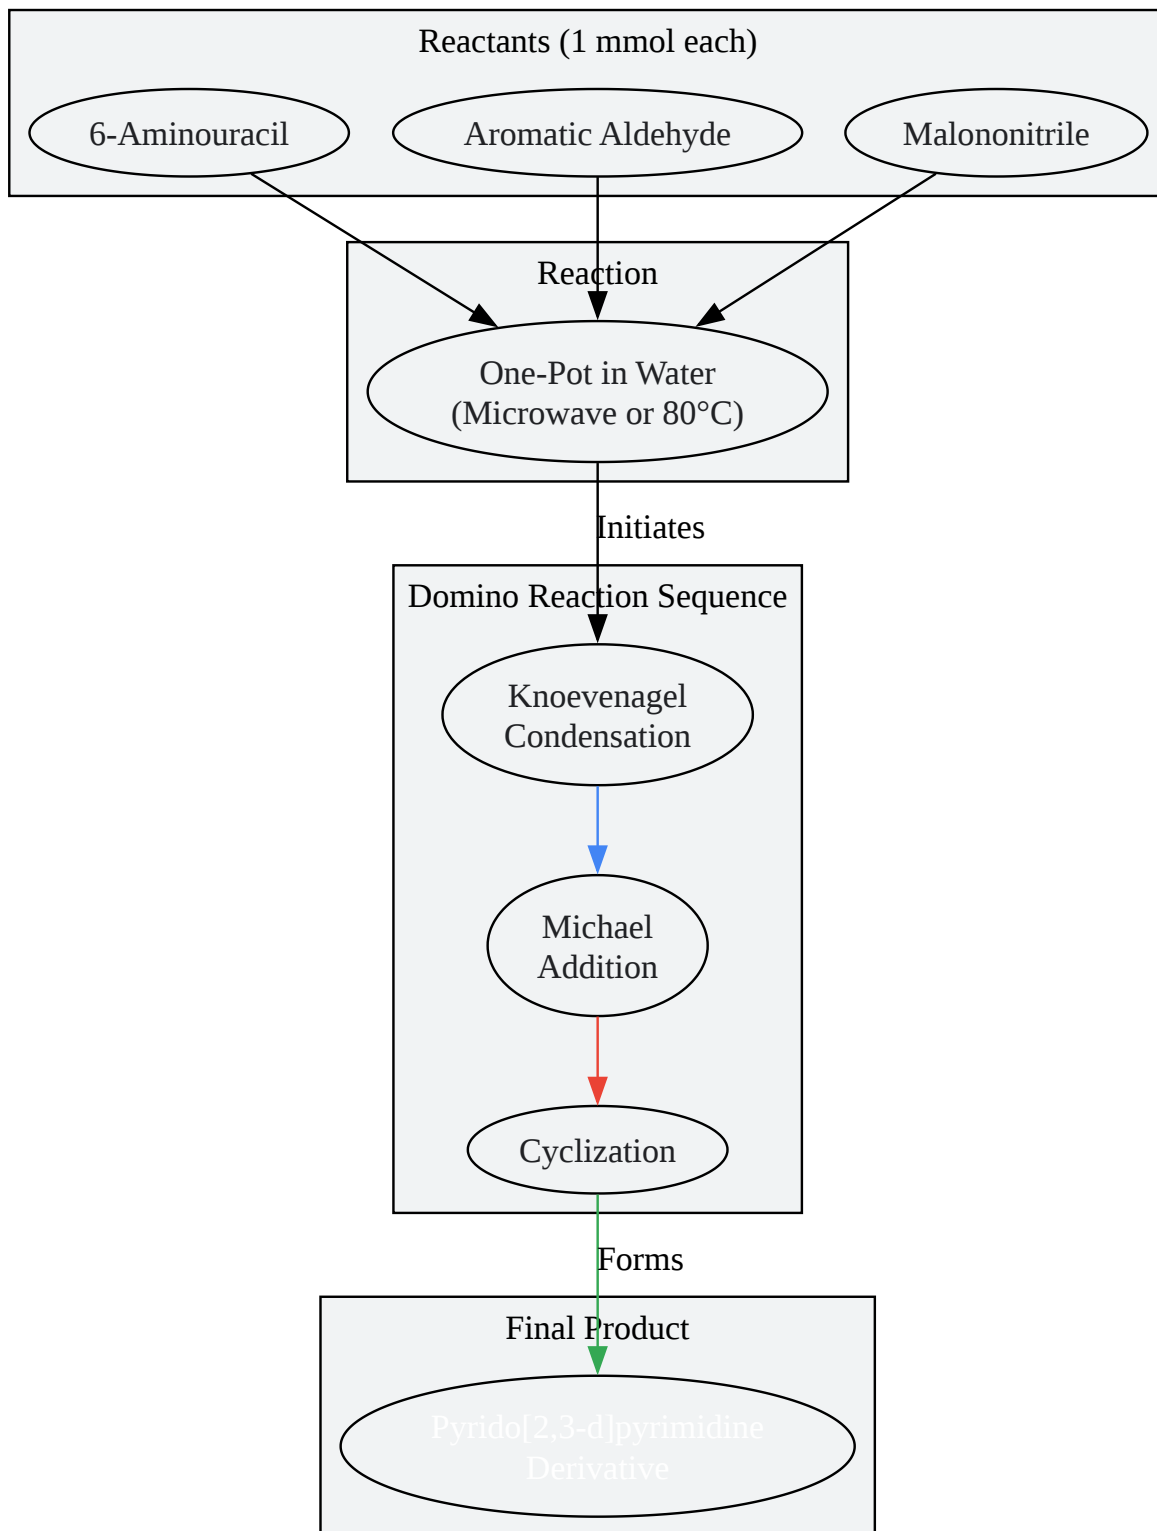 Reactants (1 mmol each)
6-Aminouracil
Aromatic Aldehyde
Malononitrile
Reaction
One-Pot in Water
(Microwave or 80°C)
Initiates
Domino Reaction Sequence
Knoevenagel
Condensation
Michael
Addition
Cyclization
Forms
Final Product
Pyrido[2,3-d]pyrimidine
Derivative